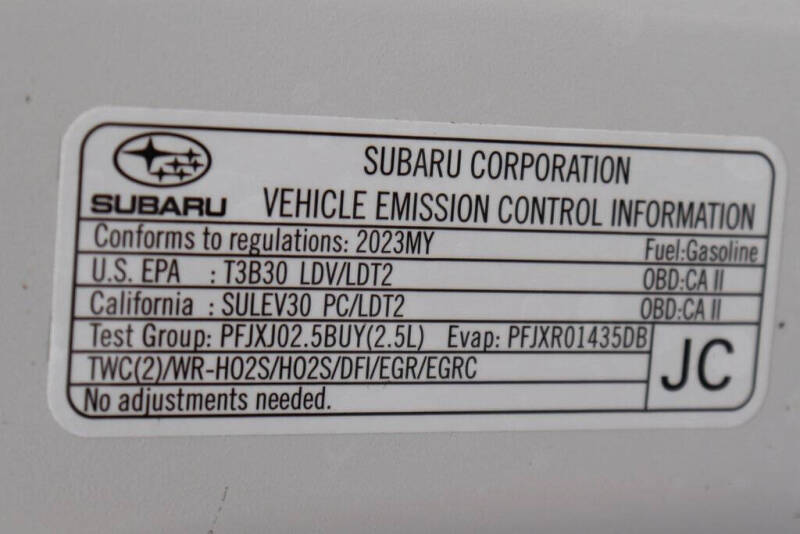 SUBARU
SUBARU CORPORATION
VEHICLE EMISSION CONTROL INFORMATION
Conforms to regulations: 2023MY Fuel:Gasoline
U.S. EPA : T3B30 LDV/LDT2 OBD:CA II
California : SULEV30 PC/LDT2 OBD:CA II
Test Group: PFJXJ02.5BUY(2.5L) Evap: PFJXR01435DB
TWC(2)/WR-HO2S/HO2S/DFI/EGR/EGRC
JC
No adjustments needed.